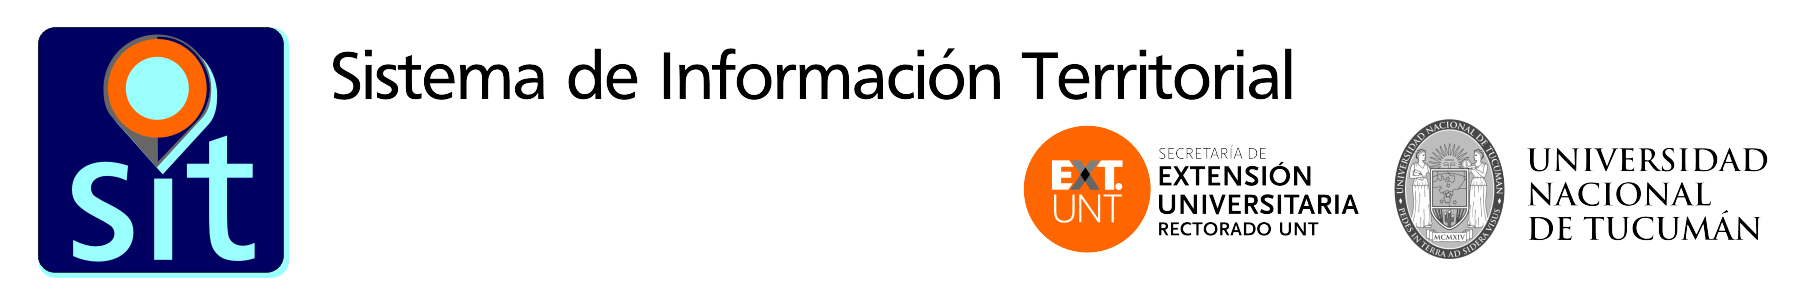 sit
Sistema de Información Territorial
EXT.
UNT
SECRETARÍA DE
EXTENSIÓN
UNIVERSITARIA
RECTORADO UNT
UNIVERSIDAD NACIONAL DE TUCUMAN
PEDES IN TERRA AD SIDERA VISUS
MCMXIV
UNIVERSIDAD
NACIONAL
DE TUCUMÁN